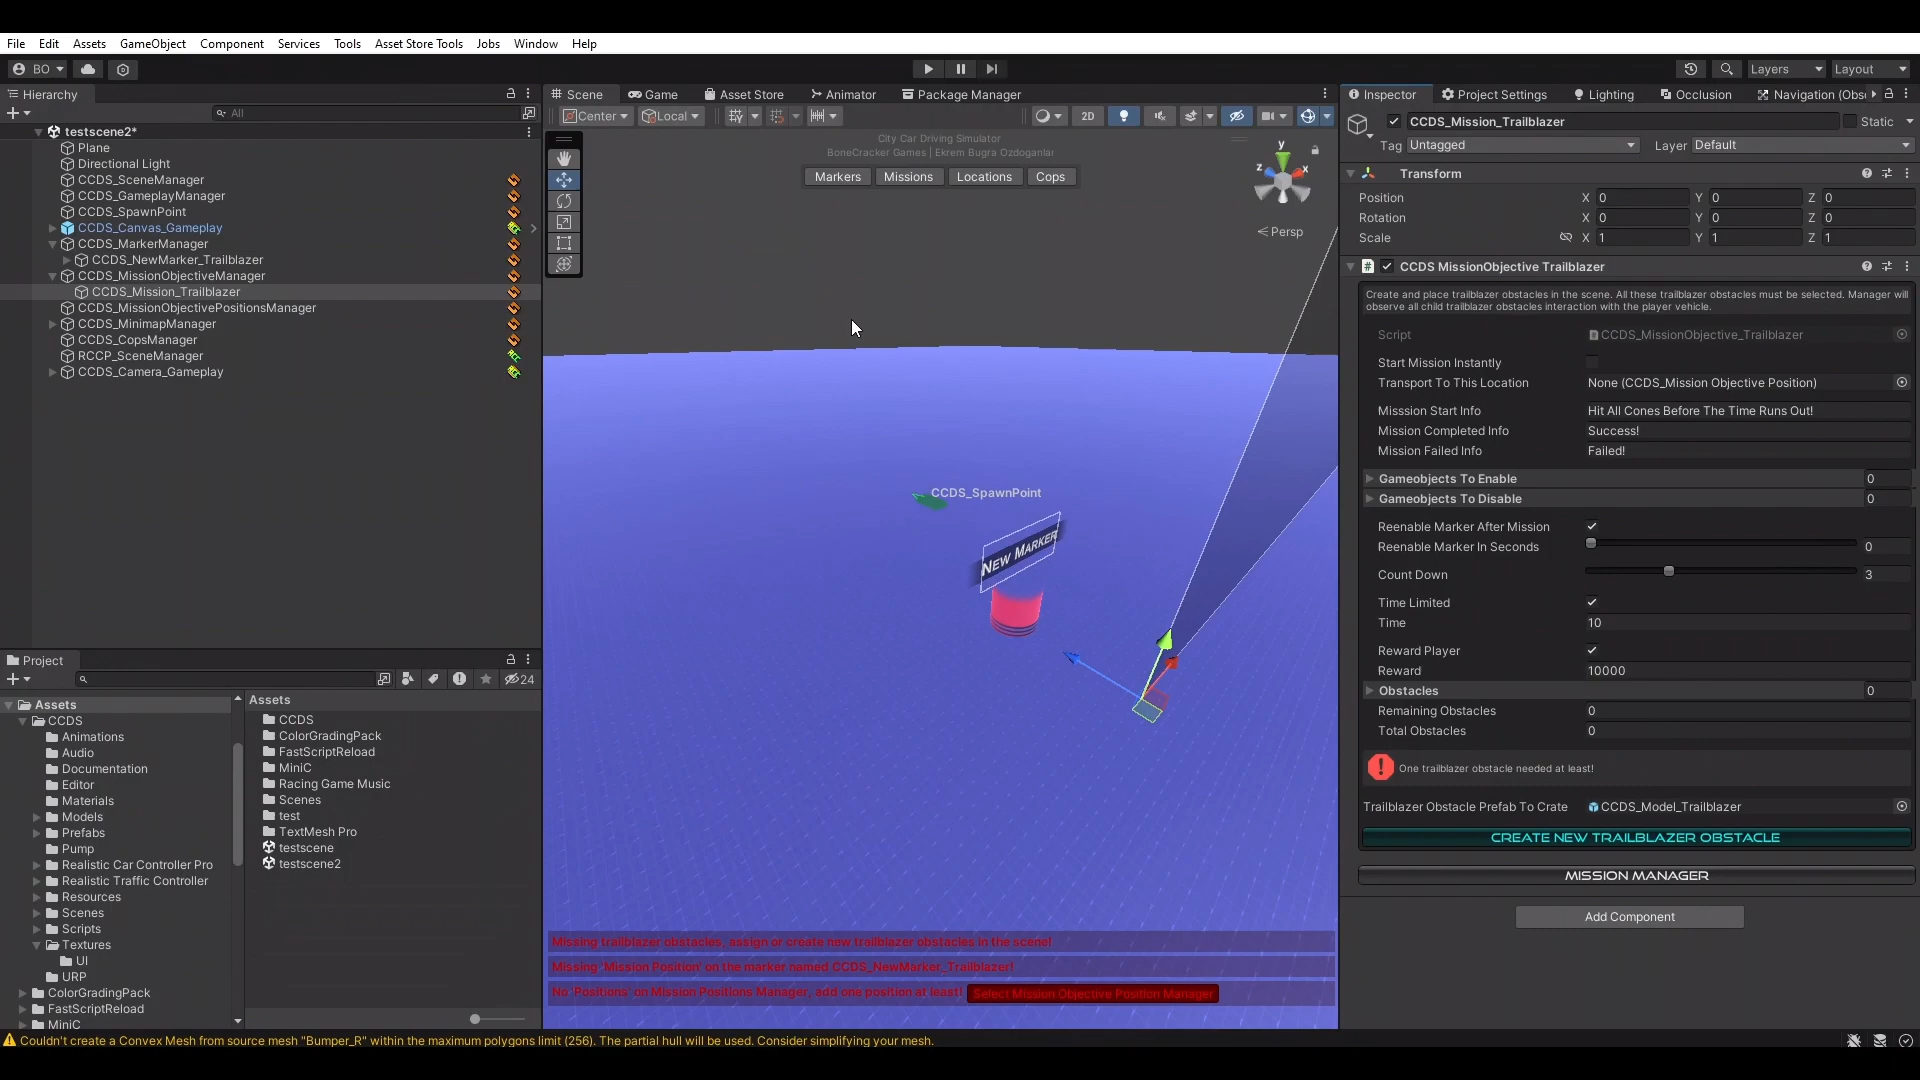 File Edit Assets GameObject Component Services Tools Asset Store Tools Jobs Window Help
BO
Layers Layout
Hierarchy
All
testscene2*
Plane
Directional Light
CCDS_SceneManager
CCDS_GameplayManager
CCDS_SpawnPoint
CCDS_Canvas_Gameplay
CCDS_MarkerManager
CCDS_NewMarker_Trailblazer
CCDS_MissionObjectiveManager
CCDS_Mission_Trailblazer
CCDS_MissionObjectivePositionsManager
CCDS_MinimapManager
CCDS_CopsManager
RCCP_SceneManager
CCDS_Camera_Gameplay
Scene Game Asset Store Animator Package Manager
Center Local 2D
City Car Driving Simulator
BoneCracker Games | Ekrem Bugra Ozdoganlar
Markers Missions Locations Cops
y
z x
Persp
CCDS_SpawnPoint
New Marker
Missing trailblazer obstacles, assign or create new trailblazer obstacles in the scene!
Missing 'Mission Position' on the marker named CCDS_NewMarker_Trailblazer!
No 'Positions' on Mission Positions Manager, add one position at least! Select Mission Objective Position Manager
Project
24
Assets
CCDS
Animations
Audio
Documentation
Editor
Materials
Models
Prefabs
Pump
Realistic Car Controller Pro
Realistic Traffic Controller
Resources
Scenes
Scripts
Textures
UI
URP
ColorGradingPack
FastScriptReload
MiniC
Assets
CCDS
ColorGradingPack
FastScriptReload
MiniC
Racing Game Music
Scenes
test
TextMesh Pro
testscene
testscene2
Inspector Project Settings Lighting Occlusion Navigation (Obs
CCDS_Mission_Trailblazer Static
Tag Untagged Layer Default
Transform
Position X 0 Y 0 Z 0
Rotation X 0 Y 0 Z 0
Scale X 1 Y 1 Z 1
# CCDS MissionObjective Trailblazer
Create and place trailblazer obstacles in the scene. All these trailblazer obstacles must be selected. Manager will
observe all child trailblazer obstacles interaction with the player vehicle.
Script CCDS_MissionObjective_Trailblazer
Start Mission Instantly
Transport To This Location None (CCDS_Mission Objective Position)
Misssion Start Info Hit All Cones Before The Time Runs Out!
Mission Completed Info Success!
Mission Failed Info Failed!
Gameobjects To Enable 0
Gameobjects To Disable 0
Reenable Marker After Mission
Reenable Marker In Seconds 0
Count Down 3
Time Limited
Time 10
Reward Player
Reward 10000
Obstacles 0
Remaining Obstacles 0
Total Obstacles 0
One trailblazer obstacle needed at least!
Trailblazer Obstacle Prefab To Crate CCDS_Model_Trailblazer
CREATE NEW TRAILBLAZER OBSTACLE
MISSION MANAGER
Add Component
Couldn't create a Convex Mesh from source mesh "Bumper_R" within the maximum polygons limit (256). The partial hull will be used. Consider simplifying your mesh.